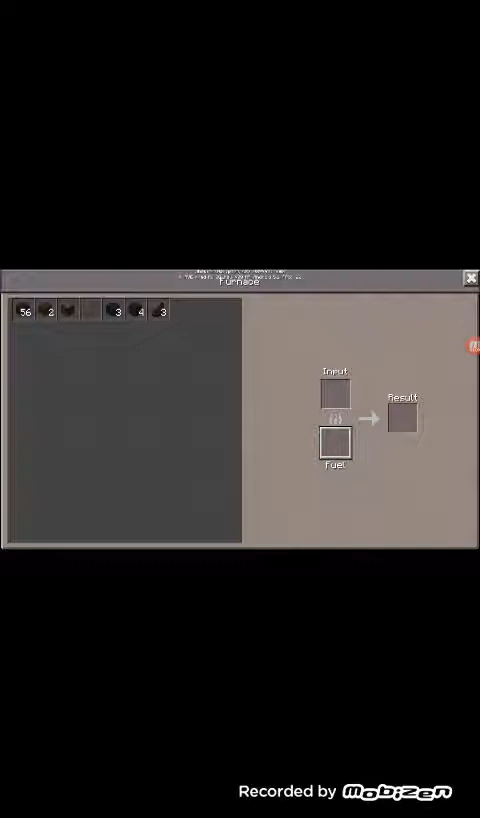 Furnace
56 2 3 4 3
Input
Result
Fuel
Recorded by Mobizen